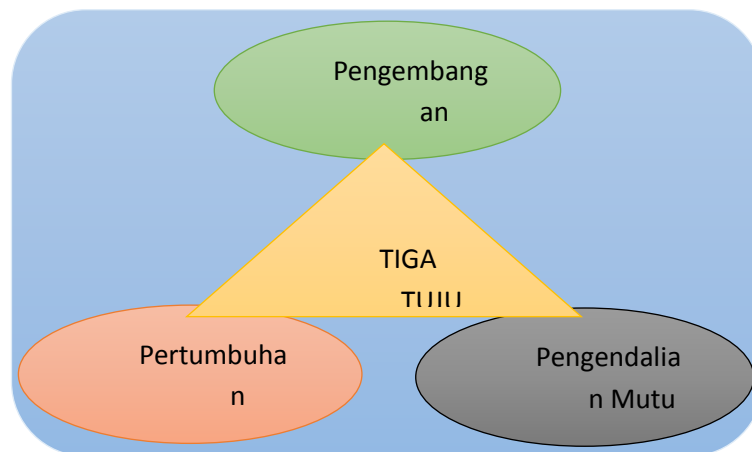 Pengembang
an
TIGA
Pertumbuha
n
Pengendalia
n Mutu